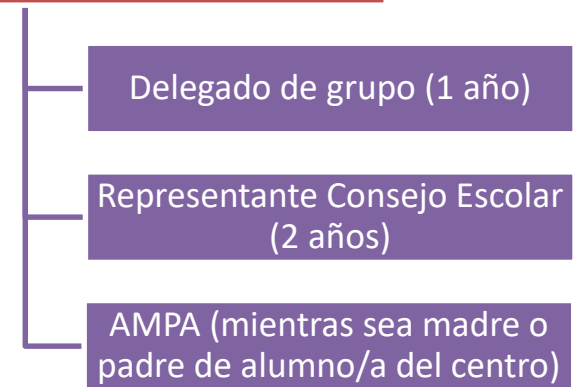 Delegado de grupo (1 año)
Representante Consejo Escolar
(2 años)
AMPA (mientras sea madre o
padre de alumno/a del centro)